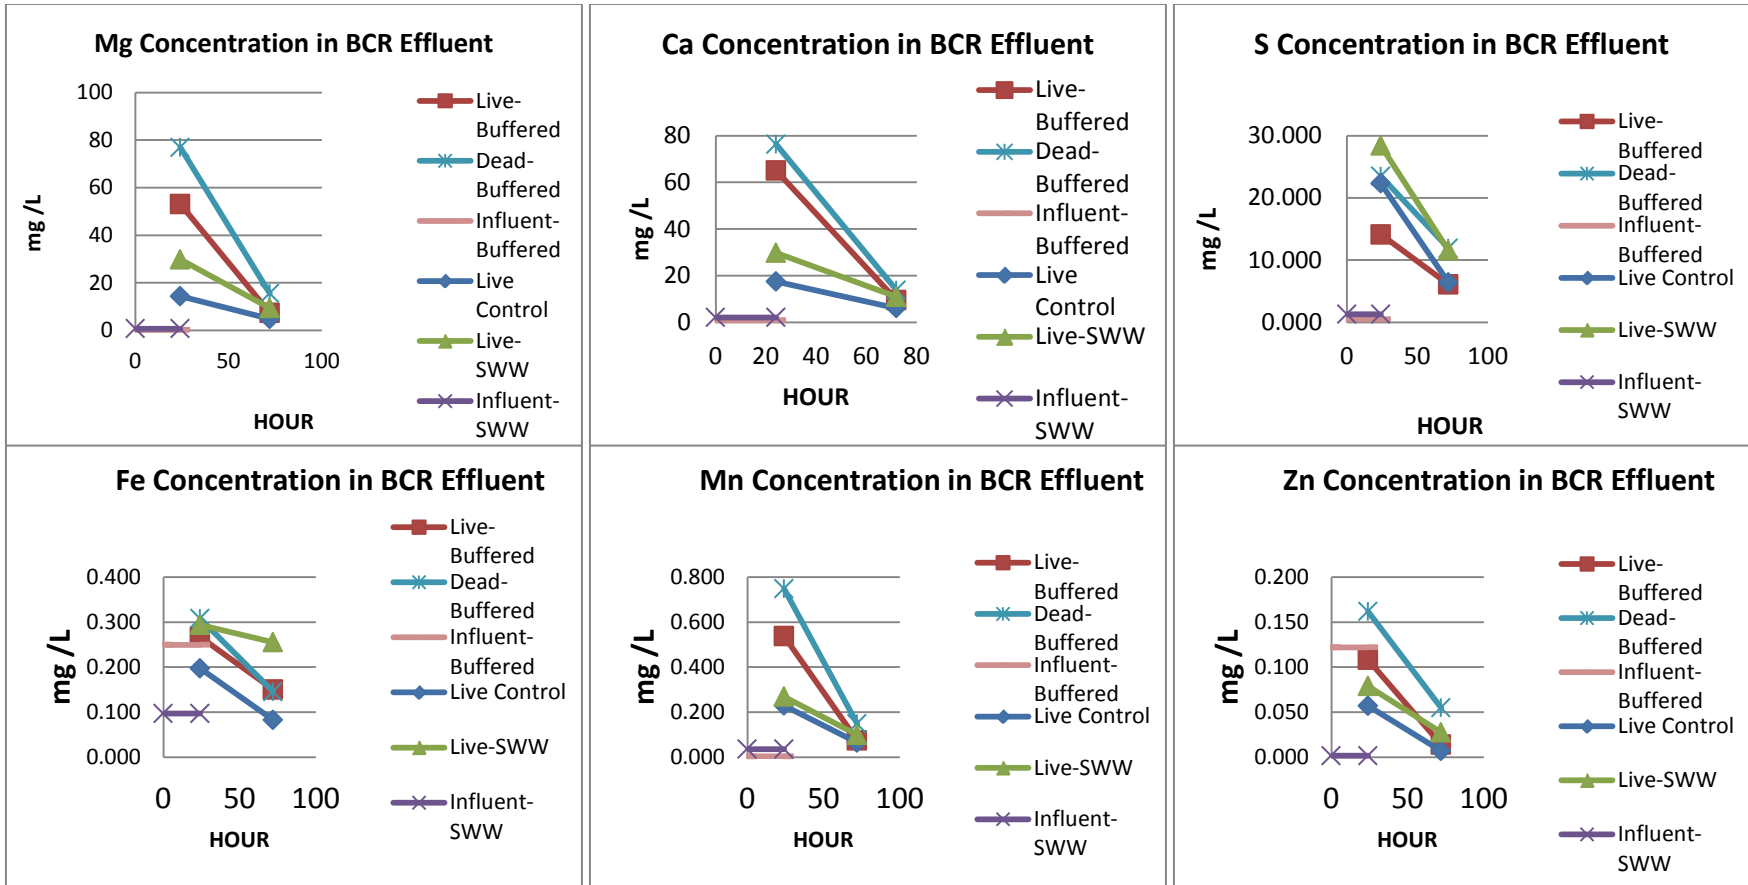 Mg Concentration in BCR Effluent
100
80
60
40
20
0
0
50
100
mg /L
HOUR
Live-
Buffered
Dead-
Buffered
Influent-
Buffered
Live
Control
Live-
SWW
Influent-
SWW
Ca Concentration in BCR Effluent
80
60
40
20
0
0
20
40
60
80
mg /L
HOUR
Live-
Buffered
Dead-
Buffered
Influent-
Buffered
Live
Control
Live-SWW
Influent-
SWW
S Concentration in BCR Effluent
30.000
20.000
10.000
0.000
0
50
100
mg /L
HOUR
Live-
Buffered
Dead-
Buffered
Influent-
Buffered
Live Control
Live-SWW
Influent-
SWW
Fe Concentration in BCR Effluent
0.400
0.300
0.200
0.100
0.000
0
50
100
mg /L
HOUR
Live-
Buffered
Dead-
Buffered
Influent-
Buffered
Live Control
Live-SWW
Influent-
SWW
Mn Concentration in BCR Effluent
0.800
0.600
0.400
0.200
0.000
0
50
100
mg /L
HOUR
Live-
Buffered
Dead-
Buffered
Influent-
Buffered
Live Control
Live-SWW
Influent-
SWW
Zn Concentration in BCR Effluent
0.200
0.150
0.100
0.050
0.000
0
50
100
mg /L
HOUR
Live-
Buffered
Dead-
Buffered
Influent-
Buffered
Live Control
Live-SWW
Influent-
SWW